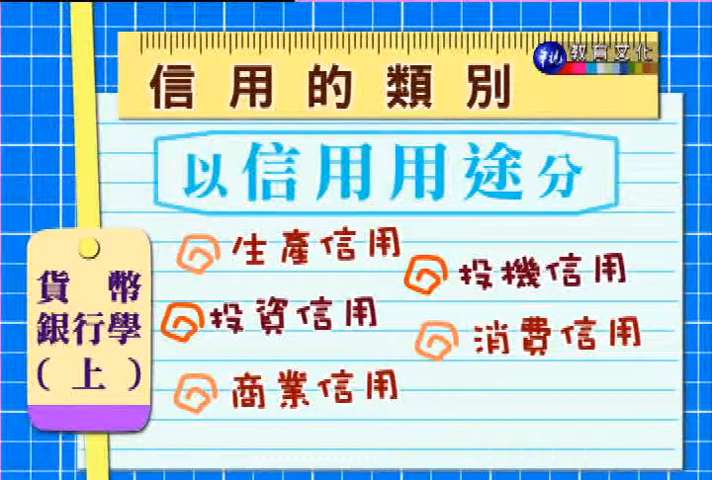 華視 教育文化
信用的類別
以信用用途分
生產信用
投機信用
投資信用
消費信用
商業信用
貨幣
銀行學
(上)